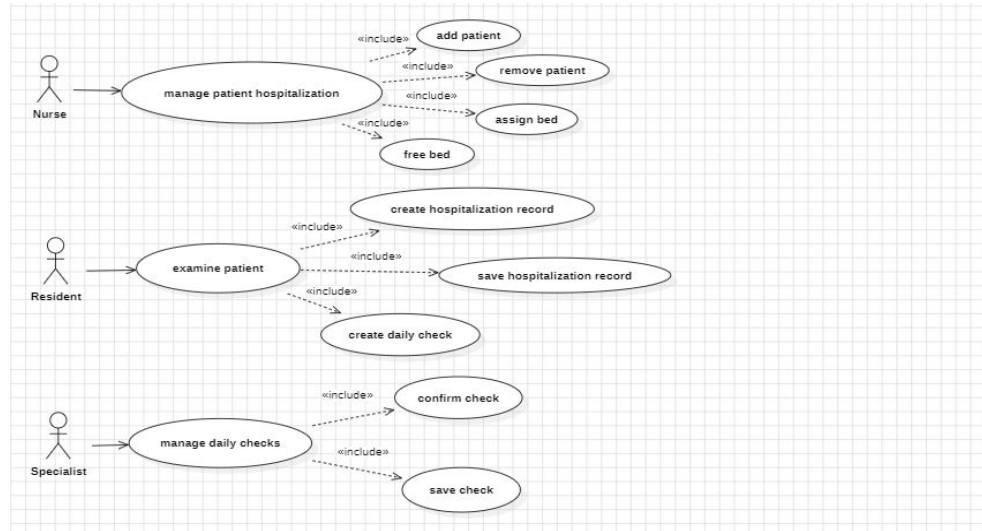 add patient
«include»
«include»
remove patient
manage patient hospitalization
«include»
Nurse
assign bed
«include»
free bed
create hospitalization record
«include»
«include»
examine patient
save hospitalization record
Resident
«include»
create daily check
«include»
confirm check
manage daily checks
«include»
Specialist
save check